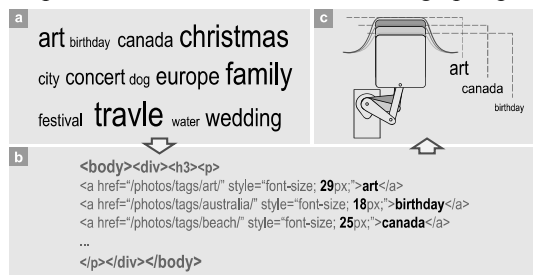 a
art birthday canada christmas
city concert dog europe family
festival travle water wedding
c
art
canada
birthday
b
<body><div><h3><p>
<a href=“/photos/tags/art/” style=“font-size; 29px;”>art</a>
<a href=“/photos/tags/australia/” style=“font-size; 18px;”>birthday</a>
<a href=“/photos/tags/beach/” style=“font-size; 25px;”>canada</a>
...
</p></div></body>